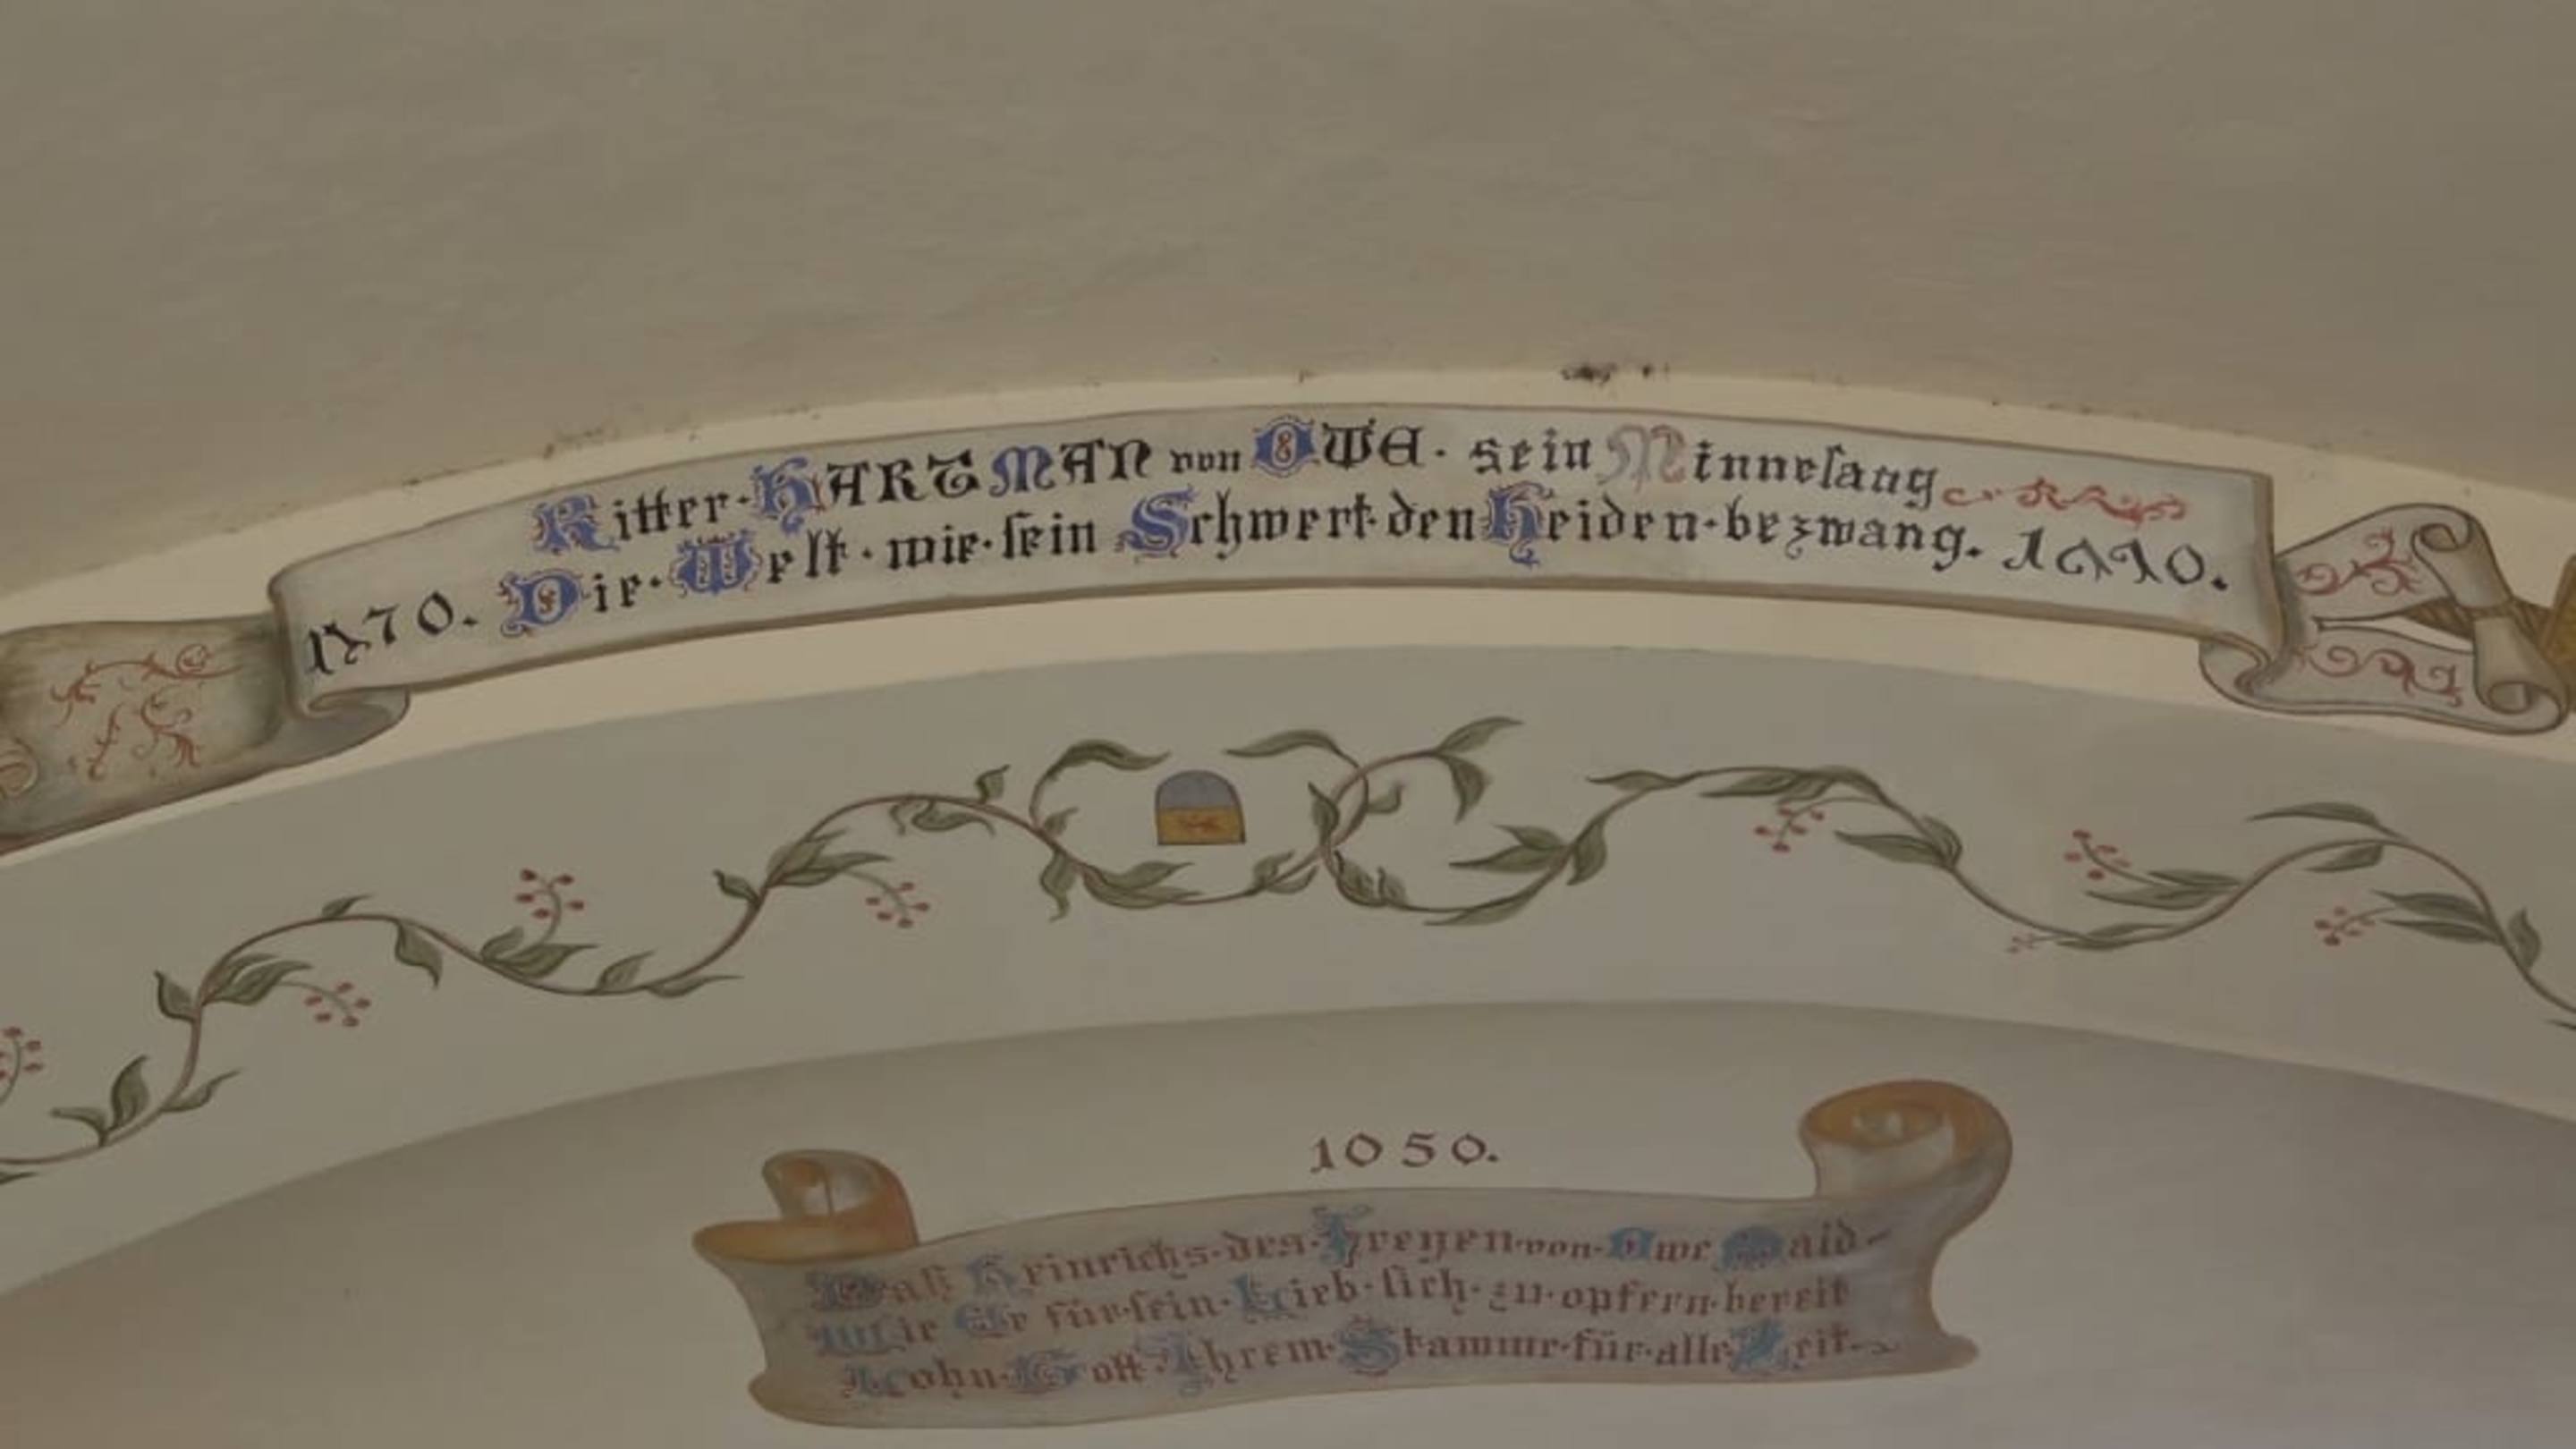 Ritter·HARTMAN von OWE· sein Minneſang
Die·Welt·wie·ſein Schwert·den Heiden·bezwang.
1050.
Daß Heinrichs·des·Freyen·von·Owe Maid
Wie Er für·ſein·Lieb·ſich·zu·opfern·bereit
Lohn·Gott·Ihrem·Stamme·für·alle·Zeit